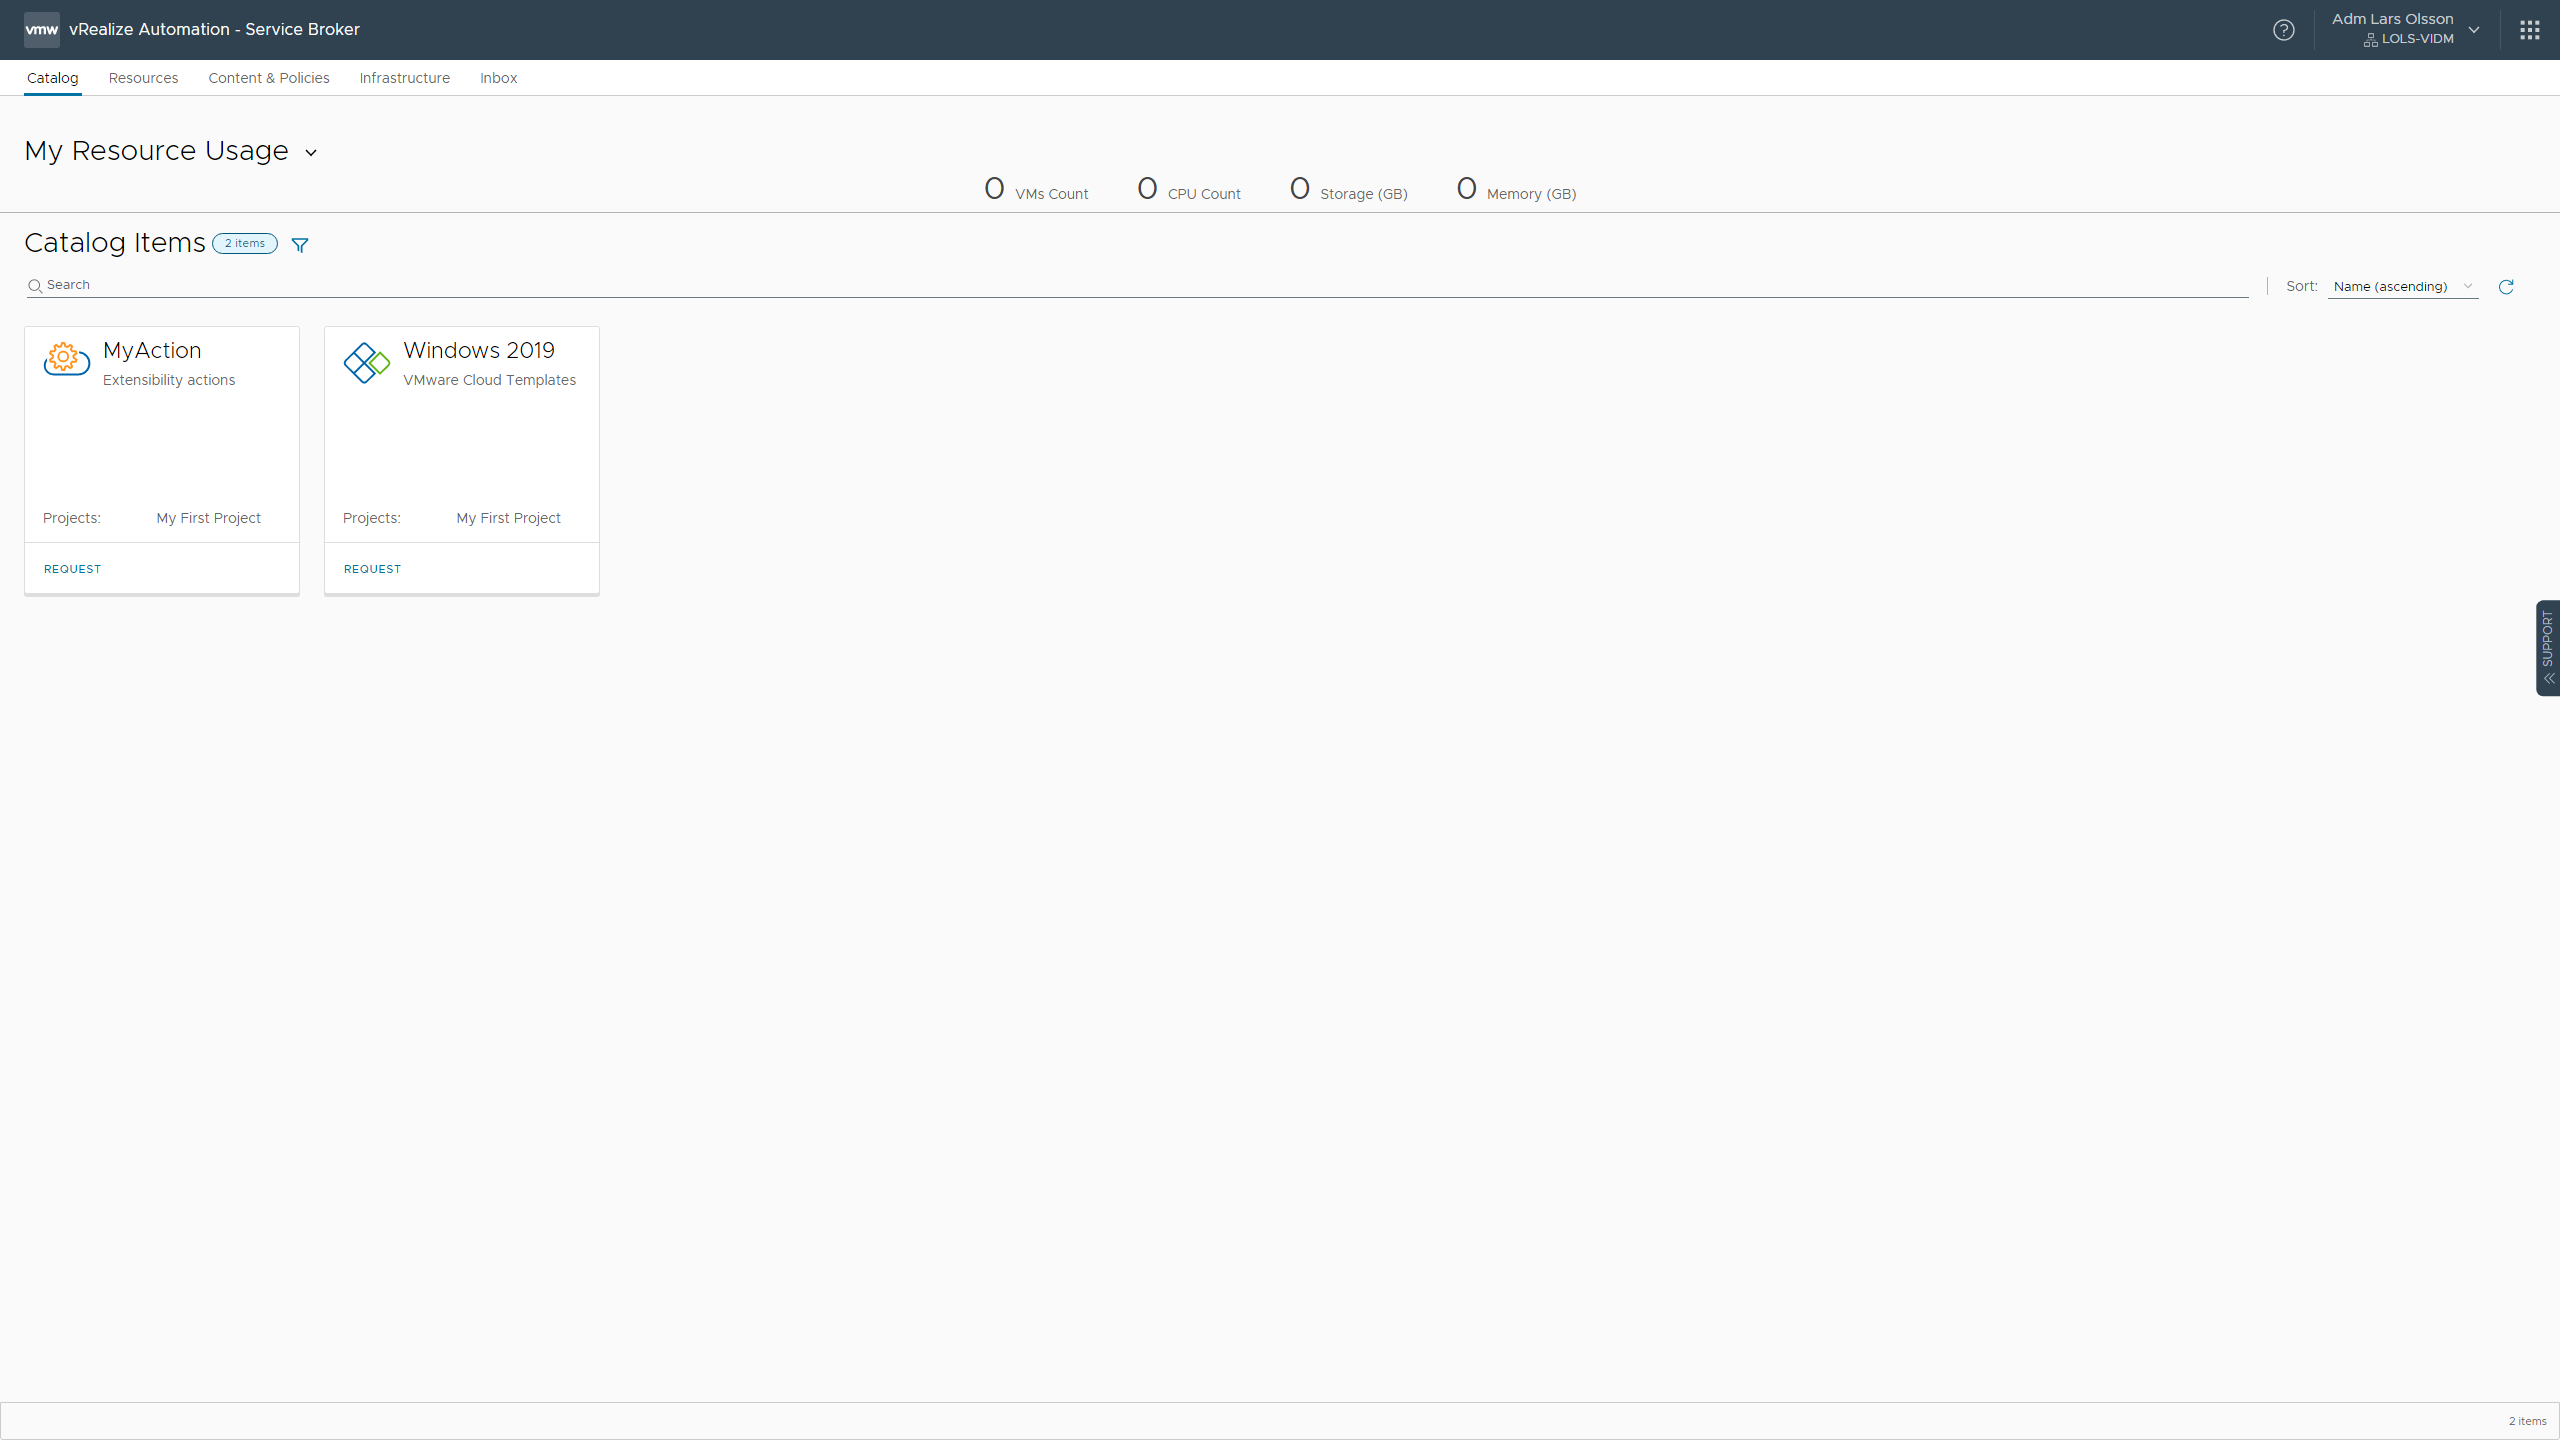 vmw vRealize Automation - Service Broker
Adm Lars Olsson
LOLS-VIDM
Catalog Resources Content & Policies Infrastructure Inbox
My Resource Usage
0 VMs Count 0 CPU Count 0 Storage (GB) 0 Memory (GB)
Catalog Items 2 items
Search
Sort: Name (ascending)
MyAction
Extensibility actions
Projects: My First Project
REQUEST
Windows 2019
VMware Cloud Templates
Projects: My First Project
REQUEST
SUPPORT
2 items